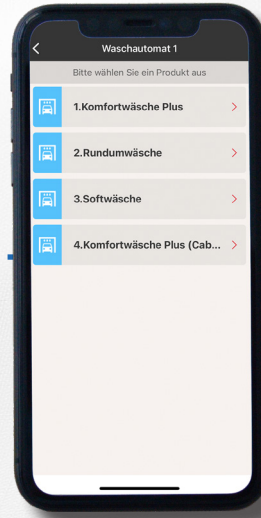 Waschautomat 1
Bitte wählen Sie ein Produkt aus
1.Komfortwäsche Plus
2.Rundumwäsche
3.Softwäsche
4.Komfortwäsche Plus (Cab...